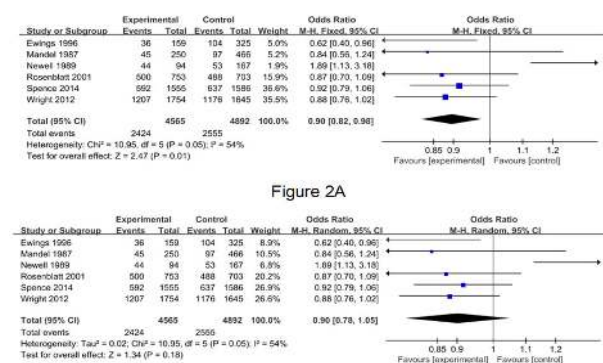 Experimental Control Odds Ratio Odds Ratio
Study or Subgroup Events Total Events Total Weight M-H, Fixed, 95% CI M-H, Fixed, 95% CI
Ewings 1996 36 159 104 325 5.0% 0.62 [0.40, 0.96]
Mandel 1987 45 250 97 466 5.2% 0.84 [0.56, 1.24]
Newell 1989 44 94 53 167 1.9% 1.89 [1.13, 3.18]
Rosenblatt 2001 500 753 488 703 15.0% 0.87 [0.70, 1.09]
Spence 2014 592 1555 637 1586 34.6% 0.92 [0.79, 1.06]
Wright 2012 1207 1754 1176 1645 38.4% 0.88 [0.76, 1.02]
Total (95% CI) 4565 4892 100.0% 0.90 [0.82, 0.98]
Total events 2424 2555
Heterogeneity: Chi² = 10.95, df = 5 (P = 0.05); I² = 54%
Test for overall effect: Z = 2.47 (P = 0.01)
0.85 0.9 1 1.1 1.2
Favours [experimental] Favours [control]
Figure 2A
Experimental Control Odds Ratio Odds Ratio
Study or Subgroup Events Total Events Total Weight M-H, Random, 95% CI M-H, Random, 95% CI
Ewings 1996 36 159 104 325 8.9% 0.62 [0.40, 0.96]
Mandel 1987 45 250 97 466 10.3% 0.84 [0.56, 1.24]
Newell 1989 44 94 53 167 6.9% 1.89 [1.13, 3.18]
Rosenblatt 2001 500 753 488 703 20.2% 0.87 [0.70, 1.09]
Spence 2014 592 1555 637 1586 26.7% 0.92 [0.79, 1.06]
Wright 2012 1207 1754 1176 1645 27.0% 0.88 [0.76, 1.02]
Total (95% CI) 4565 4892 100.0% 0.90 [0.78, 1.05]
Total events 2424 2555
Heterogeneity: Tau² = 0.02; Chi² = 10.95, df = 5 (P = 0.05); I² = 54%
Test for overall effect: Z = 1.34 (P = 0.18)
0.85 0.9 1 1.1 1.2
Favours [experimental] Favours [control]